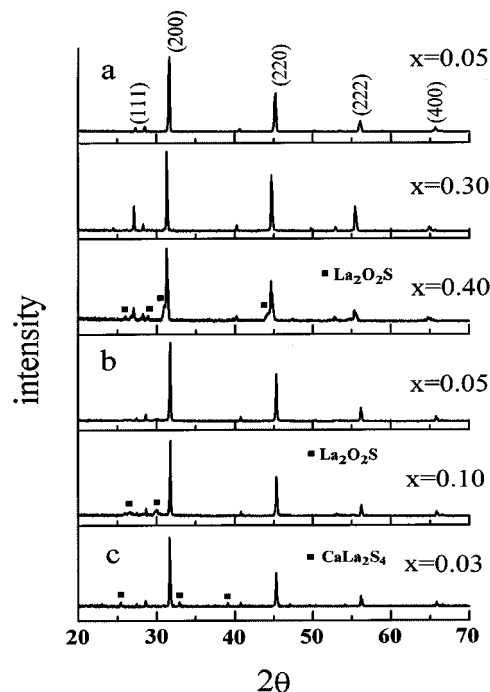 a
(111)
(200)
(220)
(222)
(400)
x=0.05
x=0.30
■ La₂O₂S
x=0.40
b
x=0.05
■ La₂O₂S
x=0.10
c
■ CaLa₂S₄
x=0.03
20 30 40 50 60 70
2θ
intensity